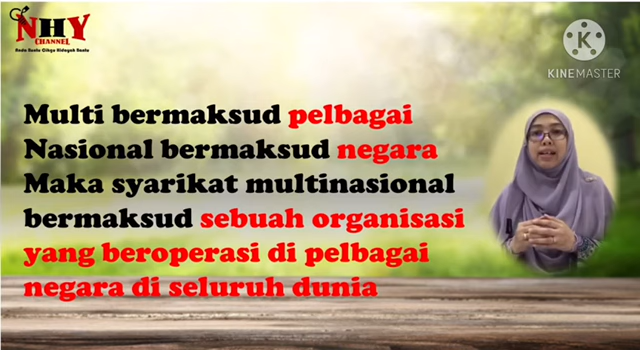 NHY
CHANNEL
KINEMASTER
Multi bermaksud pelbagai
Nasional bermaksud negara
Maka syarikat multinasional
bermaksud sebuah organisasi
yang beroperasi di pelbagai
negara di seluruh dunia